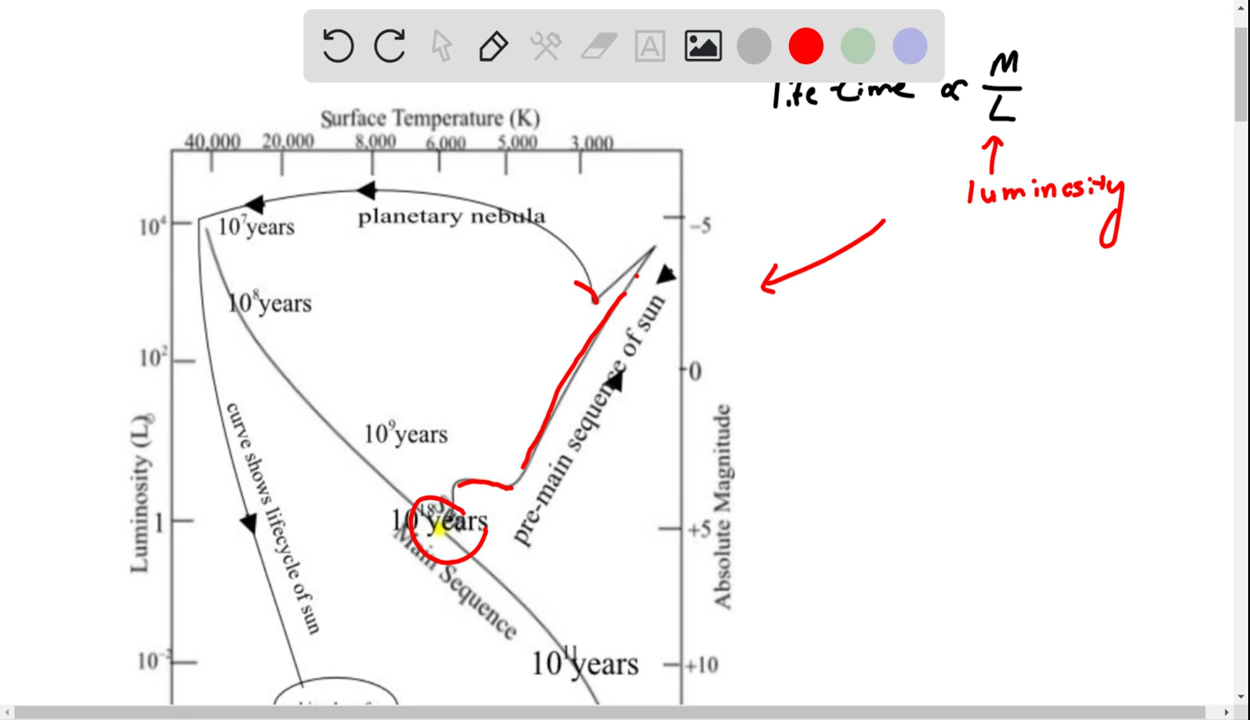 A
life time ∝ M/L
luminosity
Surface Temperature (K)
40,000 20,000 8,000 6,000 5,000 3,000
planetary nebula
10⁴
10⁷years
-5
10⁸years
10²
0
pre-main sequence of sun
10⁹years
curve shows lifecycle of sun
Luminosity (L)
Absolute Magnitude
1
years
+5
Main Sequence
10⁻²
10¹¹years
+10